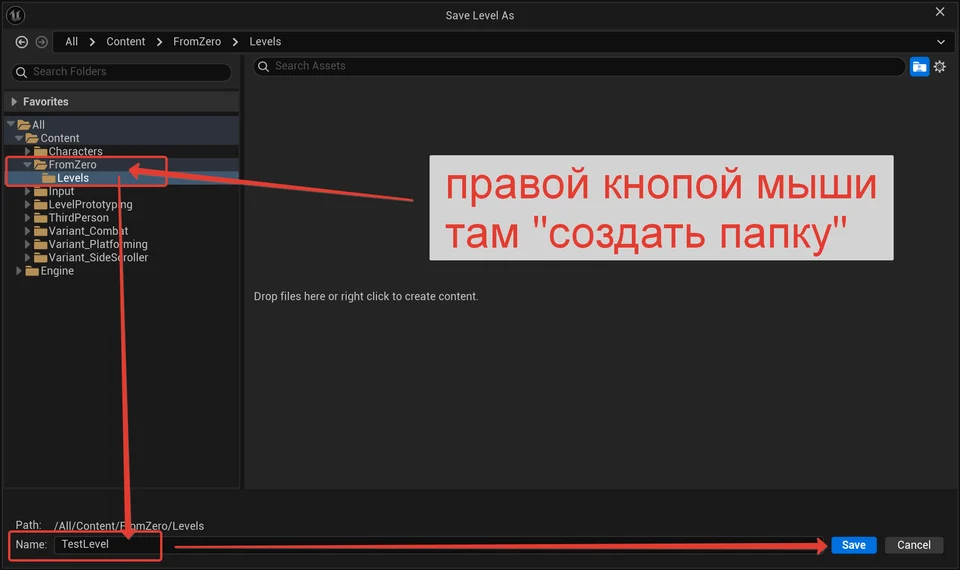 Save Level As
All > Content > FromZero > Levels
Search Folders
Search Assets
Favorites
All
Content
Characters
FromZero
Levels
Input
LevelPrototyping
ThirdPerson
Variant_Combat
Variant_Platforming
Variant_SideScroller
Engine
правой кнопой мыши
там "создать папку"
Drop files here or right click to create content.
Path: /All/Content/FromZero/Levels
Name: TestLevel
Save Cancel